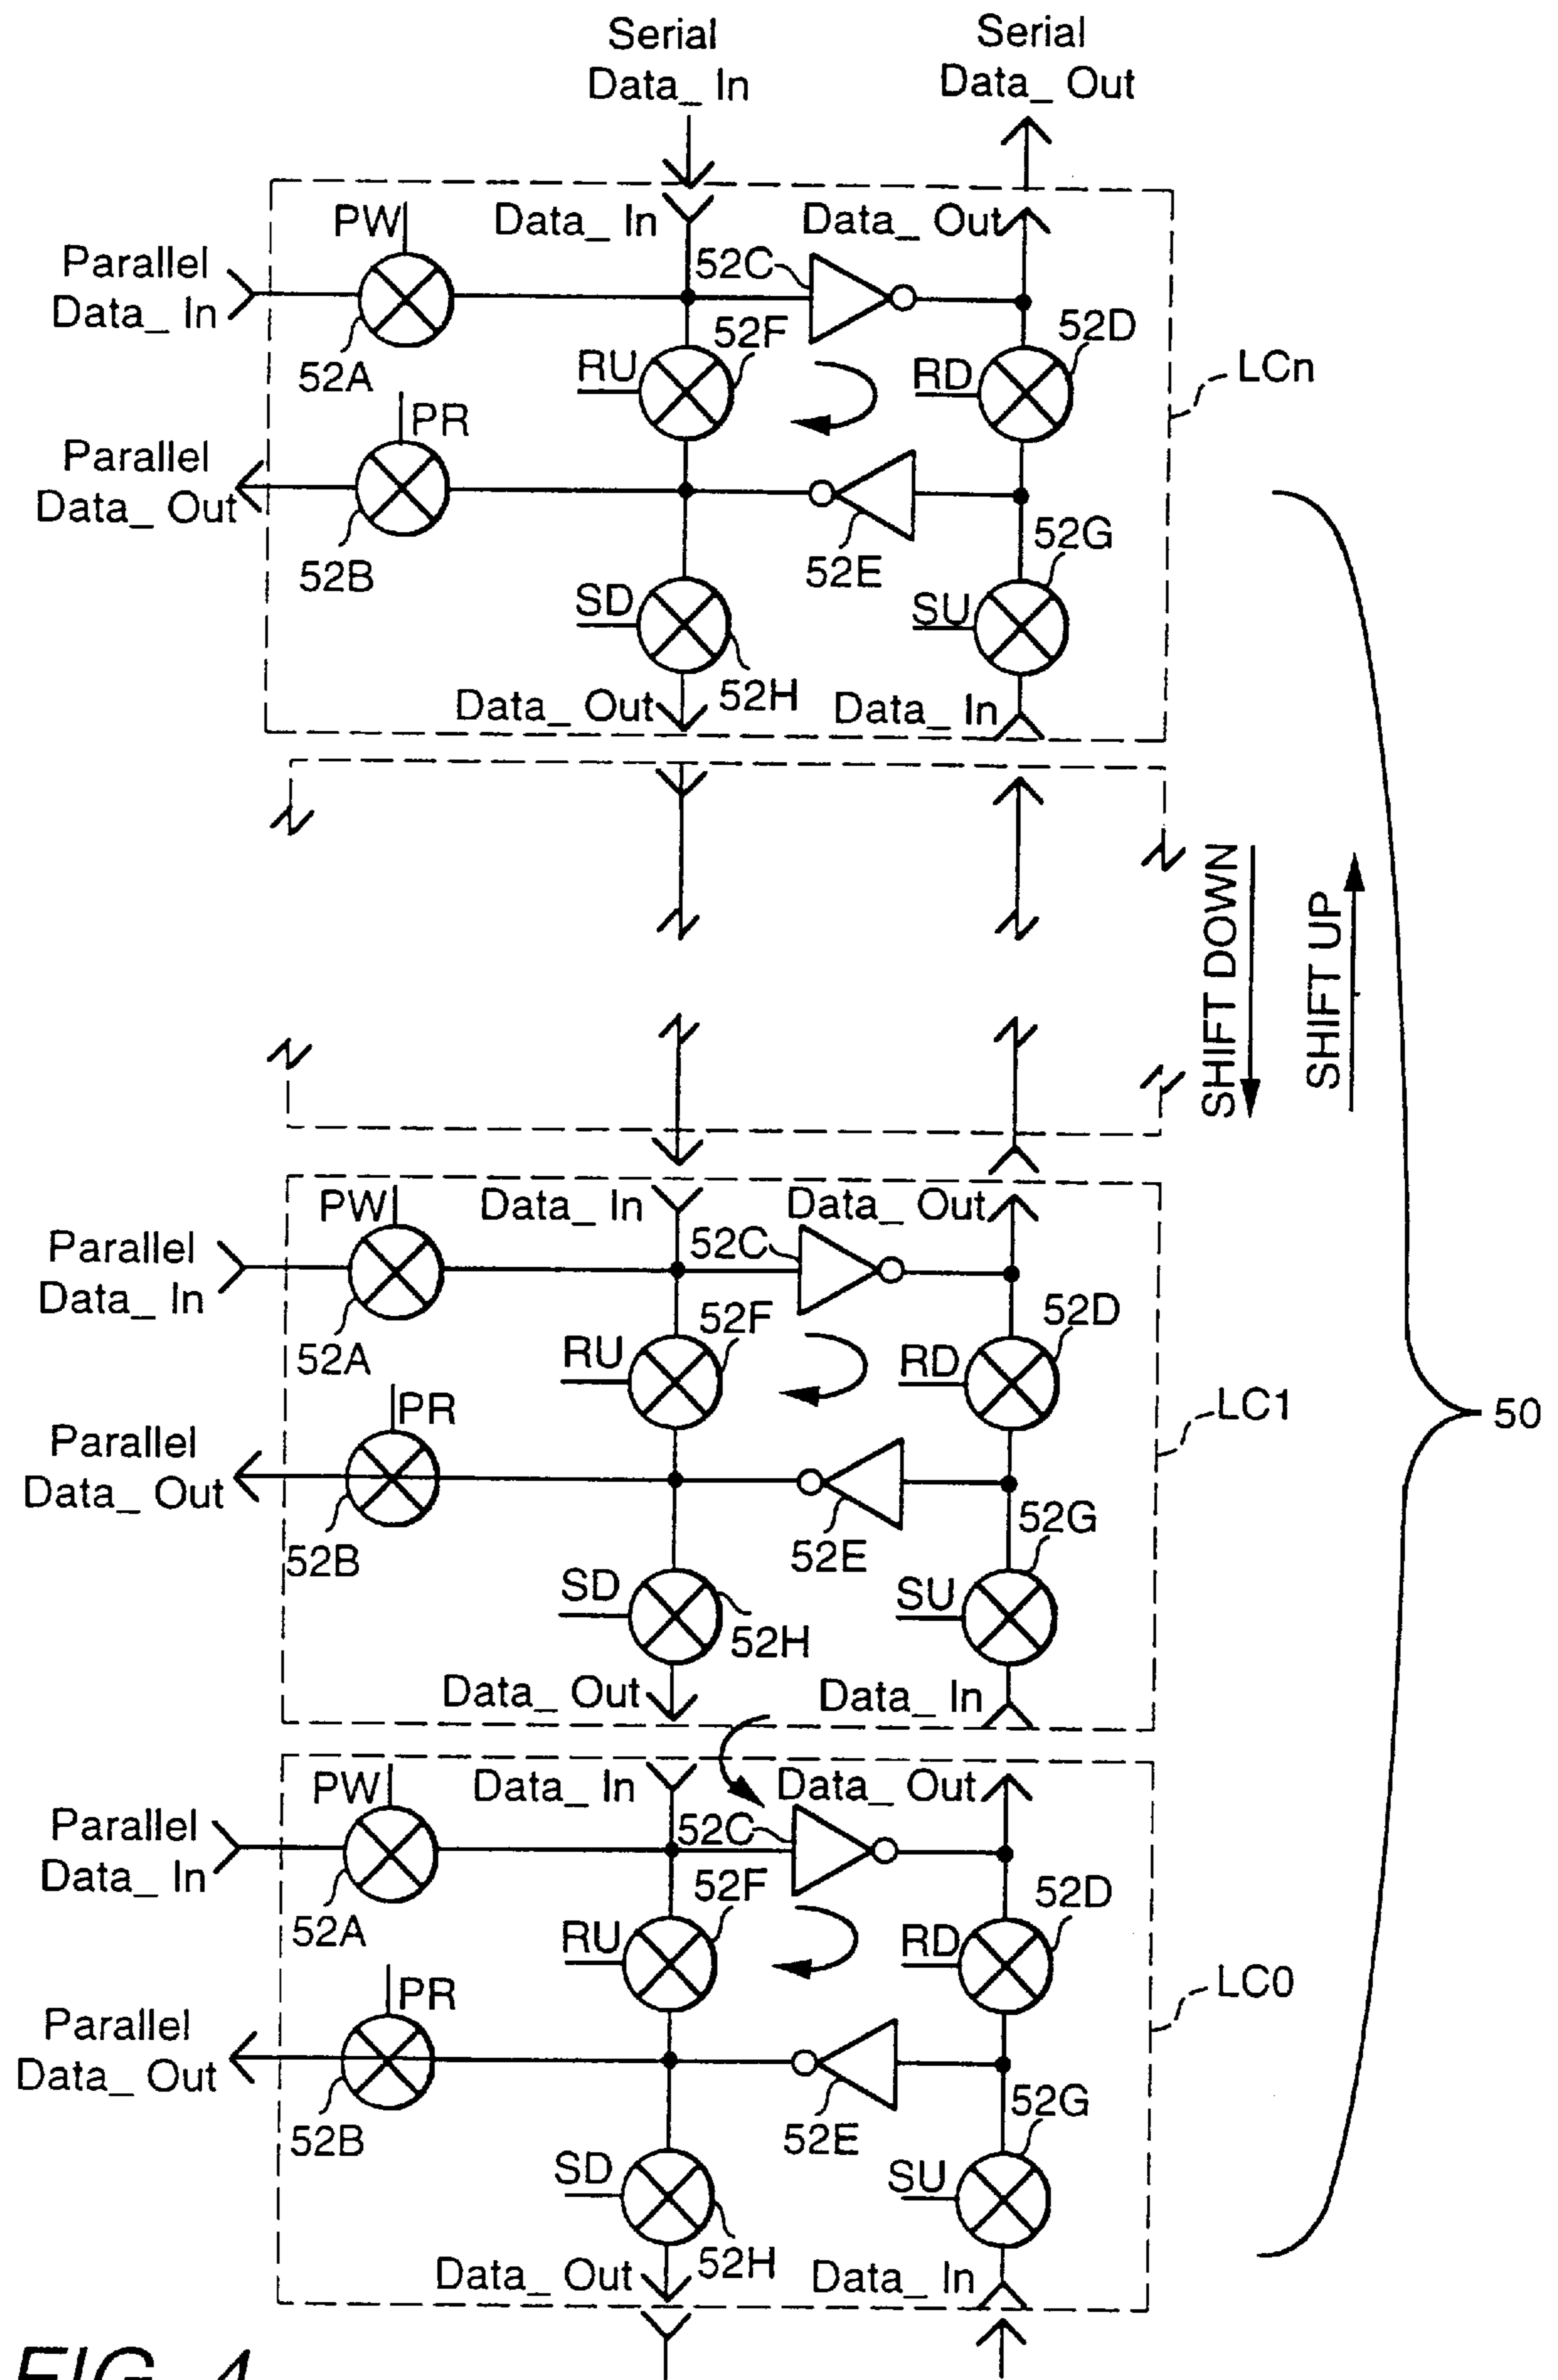 Serial
Data_ In
Serial
Data_ Out
PW
Data_ In
Data_ Out
Parallel
Data_ In
52C
52A
52F
52D
RU
RD
LCn
PR
Parallel
Data_ Out
52B
52E
52G
SD
SU
52H
Data_ Out
Data_ In
SHIFT DOWN
SHIFT UP
PW
Data_ In
Data_ Out
Parallel
Data_ In
52C
52A
52F
52D
RU
RD
LC1
50
PR
Parallel
Data_ Out
52B
52E
52G
SD
SU
52H
Data_ Out
Data_ In
PW
Data_ In
Data_ Out
Parallel
Data_ In
52C
52A
52F
52D
RU
RD
LC0
PR
Parallel
Data_ Out
52B
52E
52G
SD
SU
52H
Data_ Out
Data_ In
FIG. 4